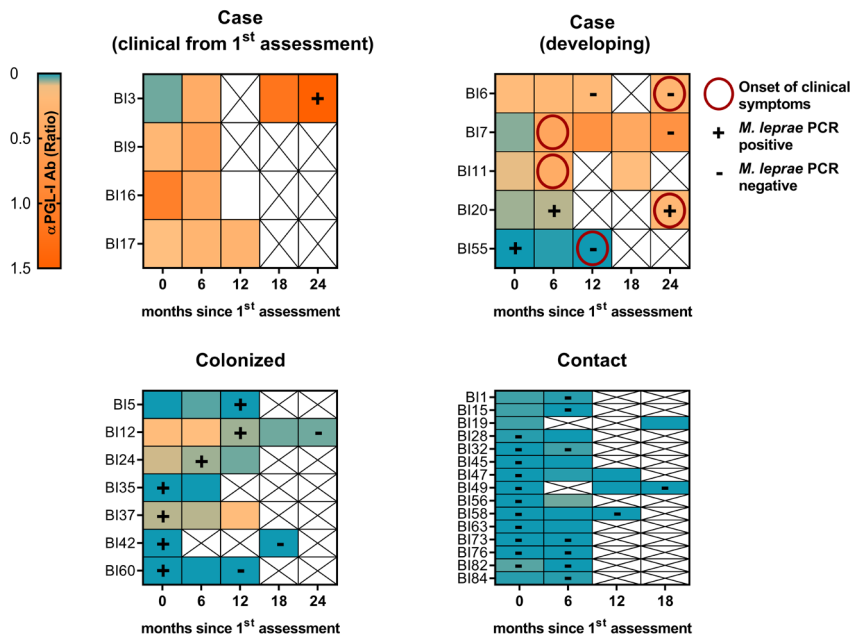 Case
(clinical from 1st assessment)
0
0.5
1.0
1.5
αPGL-I Ab (Ratio)
BI3
+
BI9
BI16
BI17
0 6 12 18 24
months since 1st assessment
Case
(developing)
BI6 - -
BI7 -
BI11
BI20 + +
BI55 + -
0 6 12 18 24
months since 1st assessment
Onset of clinical
symptoms
+ M. leprae PCR
positive
- M. leprae PCR
negative
Colonized
BI5 +
BI12 + -
BI24 +
BI35 +
BI37 +
BI42 + -
BI60 + -
0 6 12 18 24
months since 1st assessment
Contact
BI1 -
BI15 -
BI19
BI28 -
BI32 - -
BI45 -
BI47 -
BI49 - -
BI56 -
BI58 - -
BI63 -
BI73 - -
BI76 - -
BI82 - -
BI84 -
0 6 12 18
months since 1st assessment